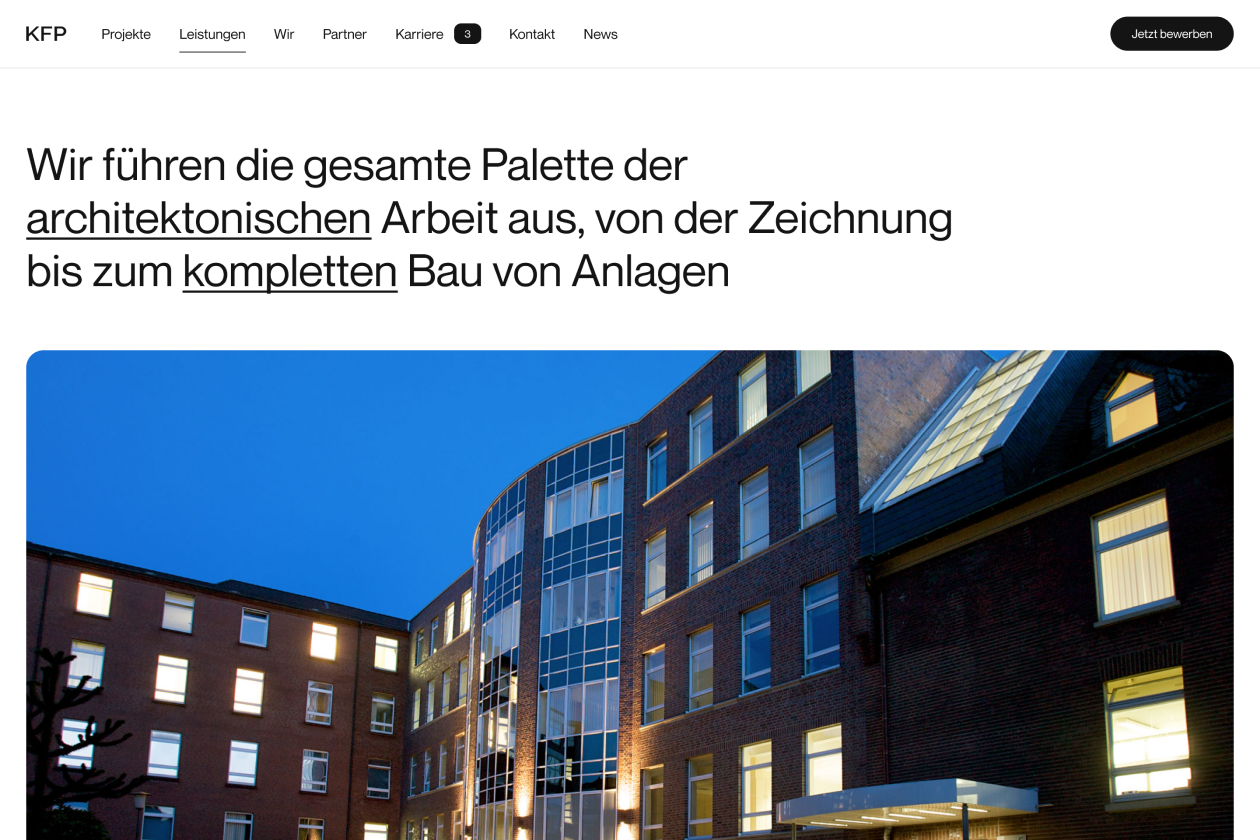 KFP Projekte Leistungen Wir Partner Karriere 3 Kontakt News Jetzt bewerben
Wir führen die gesamte Palette der
architektonischen Arbeit aus, von der Zeichnung
bis zum kompletten Bau von Anlagen